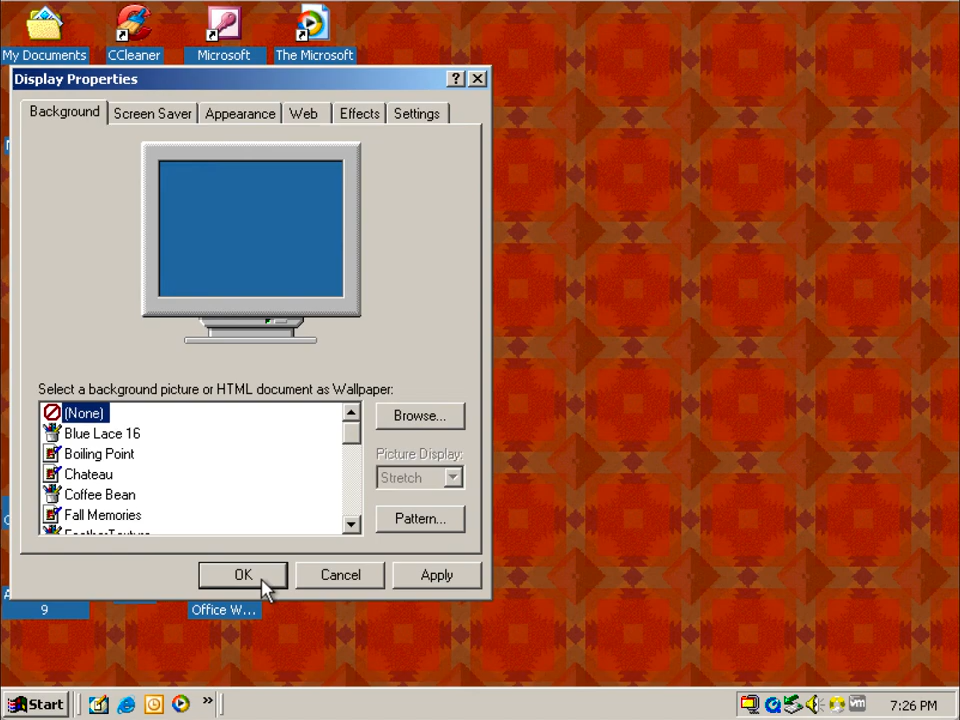 My Documents
CCleaner
Microsoft
The Microsoft
Display Properties
Background
Screen Saver
Appearance
Web
Effects
Settings
Select a background picture or HTML document as Wallpaper:
(None)
Blue Lace 16
Boiling Point
Chateau
Coffee Bean
Fall Memories
Browse...
Picture Display:
Stretch
Pattern...
OK
Cancel
Apply
9
Office W...
Start
vm
7:26 PM